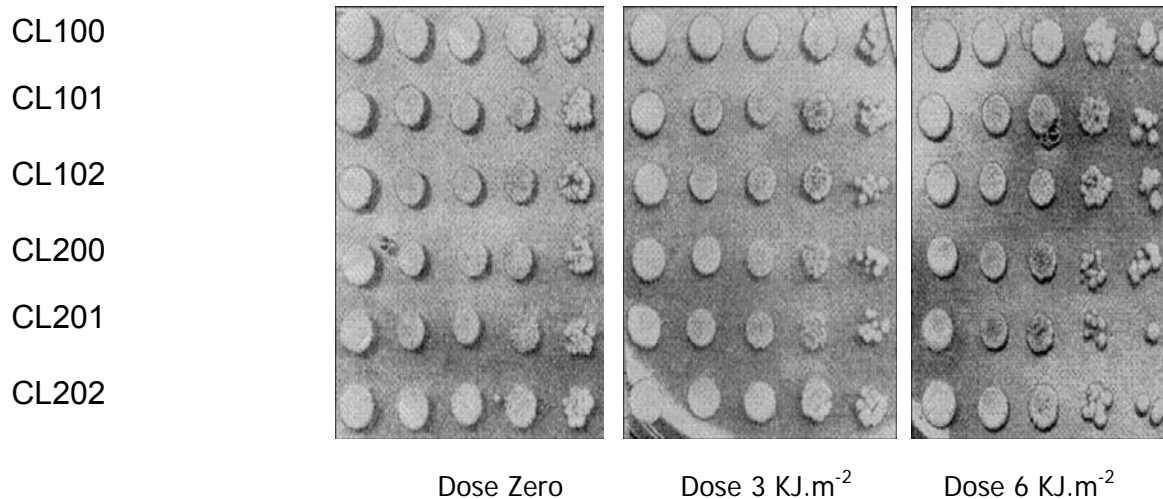 CL100
CL101
CL102
CL200
CL201
CL202
Dose Zero Dose 3 KJ.m⁻² Dose 6 KJ.m⁻²